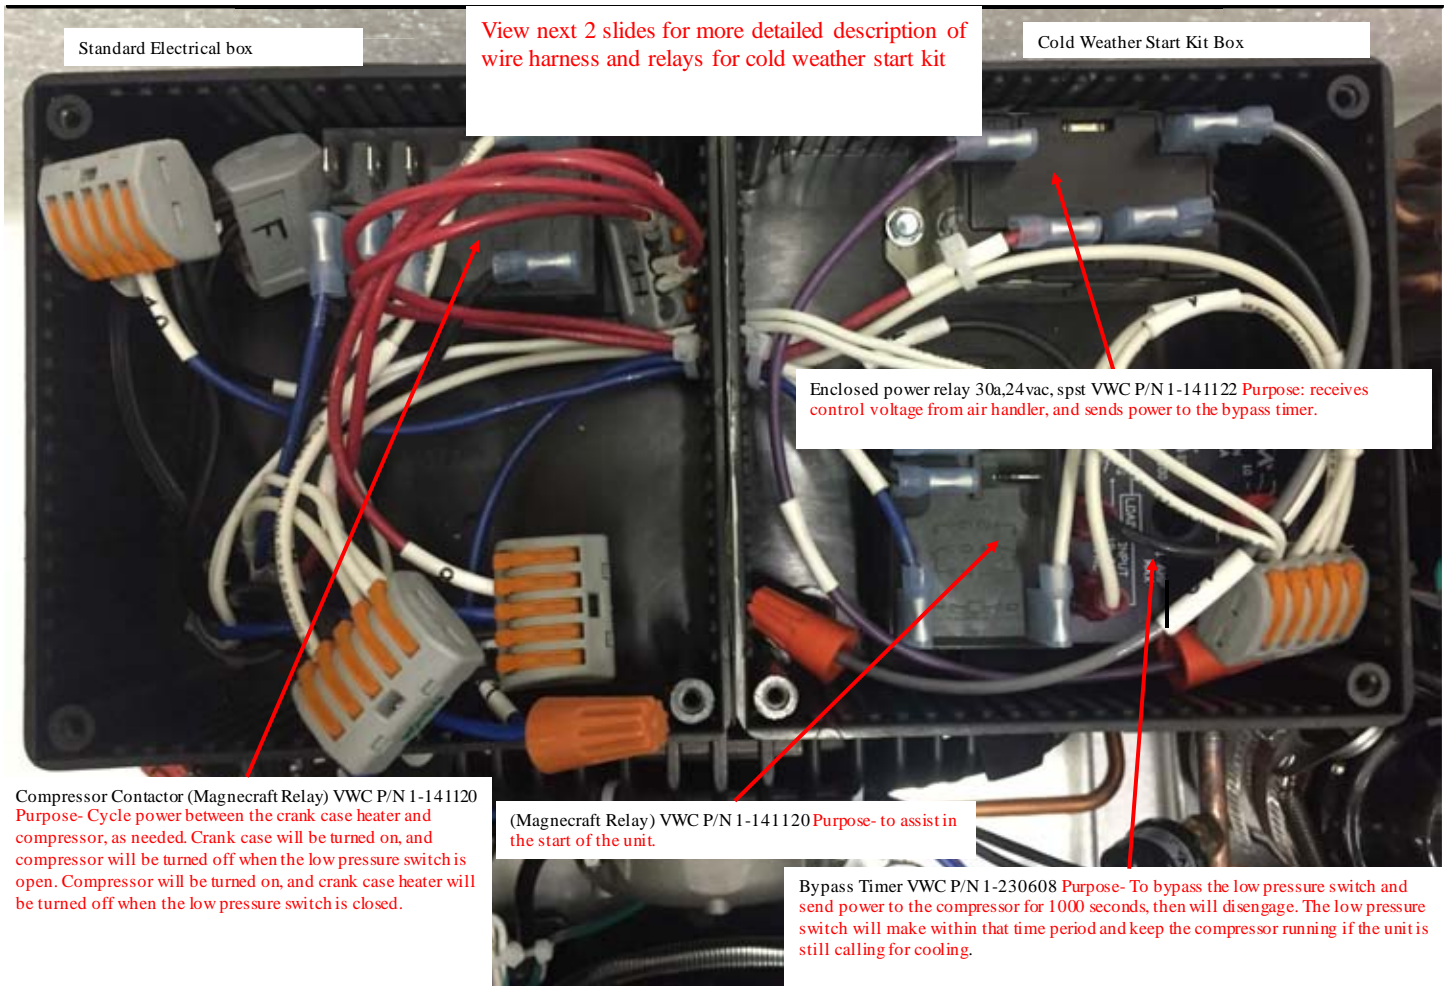 Standard Electrical box
View next 2 slides for more detailed description of
wire harness and relays for cold weather start kit
Cold Weather Start Kit Box
F
Enclosed power relay 30a,24vac, spst VWC P/N 1-141122 Purpose: receives
control voltage from air handler, and sends power to the bypass timer.
LOAD
INPUT
Compressor Contactor (Magnecraft Relay) VWC P/N 1-141120
Purpose- Cycle power between the crank case heater and
compressor, as needed. Crank case will be turned on, and
compressor will be turned off when the low pressure switch is
open. Compressor will be turned on, and crank case heater will
be turned off when the low pressure switch is closed.
(Magnecraft Relay) VWC P/N 1-141120 Purpose- to assist in
the start of the unit.
Bypass Timer VWC P/N 1-230608 Purpose- To bypass the low pressure switch and
send power to the compressor for 1000 seconds, then will disengage. The low pressure
switch will make within that time period and keep the compressor running if the unit is
still calling for cooling.